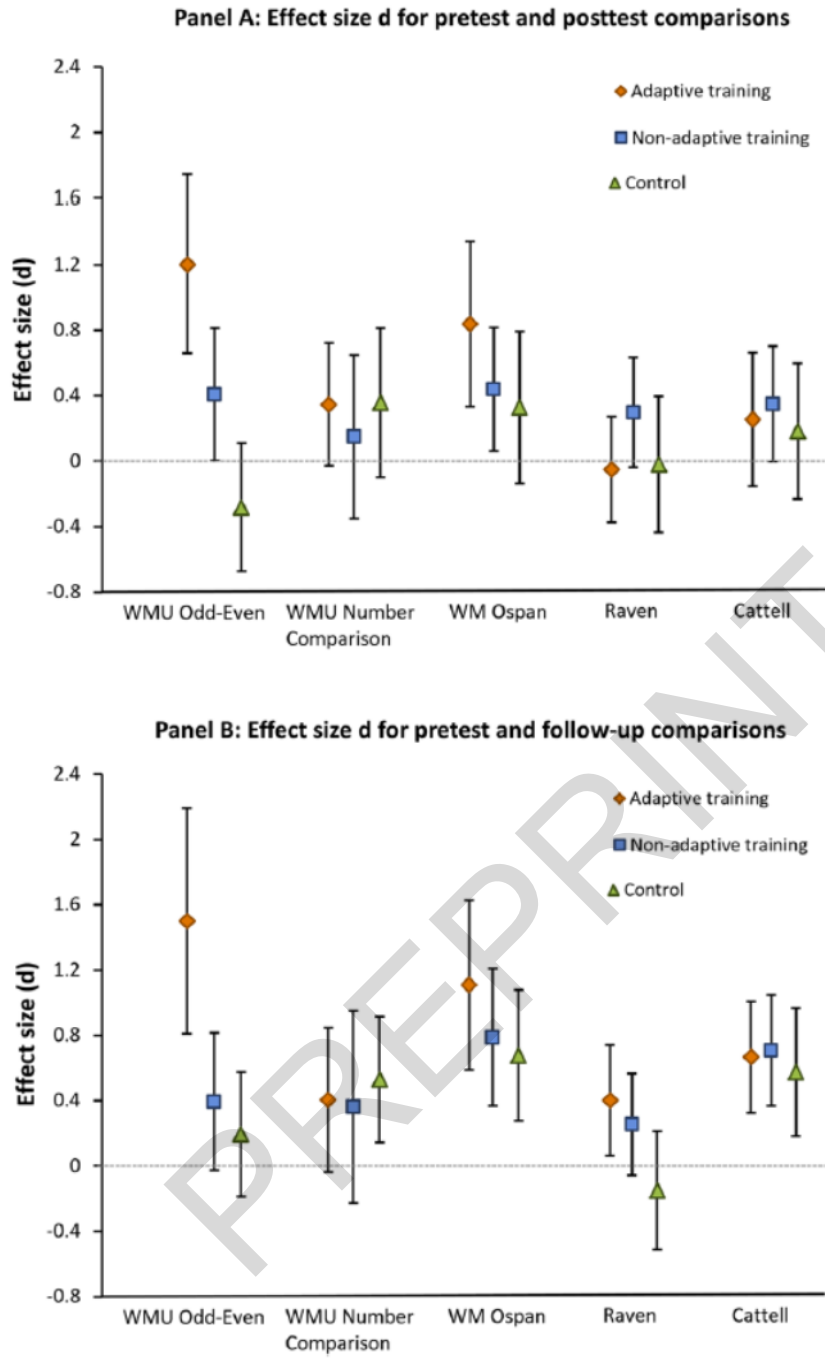 Panel A: Effect size d for pretest and posttest comparisons
2.4
2
1.6
1.2
0.8
0.4
0
-0.4
-0.8
Effect size (d)
Adaptive training
Non-adaptive training
Control
WMU Odd-Even
WMU Number
Comparison
WM Ospan
Raven
Cattell
PREPRINT
Panel B: Effect size d for pretest and follow-up comparisons
2.4
2
1.6
1.2
0.8
0.4
0
-0.4
-0.8
Effect size (d)
Adaptive training
Non-adaptive training
Control
WMU Odd-Even
WMU Number
Comparison
WM Ospan
Raven
Cattell